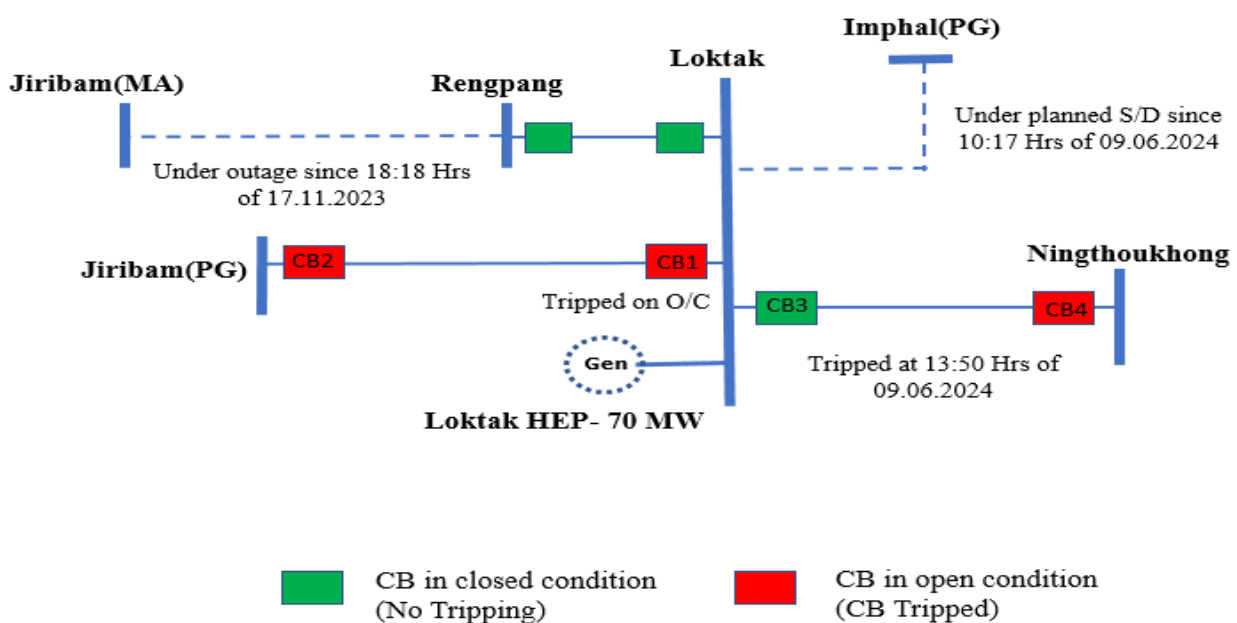 Imphal(PG)
Loktak
Jiribam(MA)
Rengpang
Under planned S/D since
10:17 Hrs of 09.06.2024
Under outage since 18:18 Hrs
of 17.11.2023
Jiribam(PG)
CB2
CB1
Ningthoukhong
Tripped on O/C
CB3
CB4
Gen
Tripped at 13:50 Hrs of
09.06.2024
Loktak HEP- 70 MW
CB in closed condition
(No Tripping)
CB in open condition
(CB Tripped)